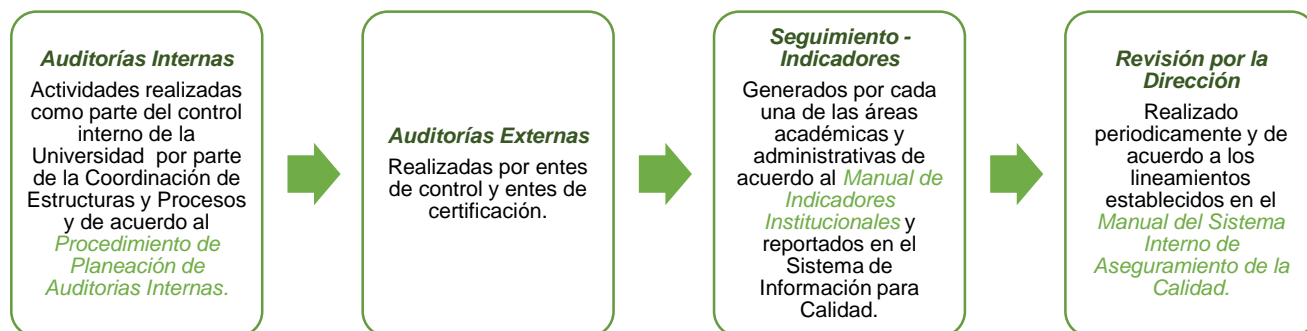 Auditorías Internas
Actividades realizadas
como parte del control
interno de la
Universidad por parte
de la Coordinación de
Estructuras y Procesos
y de acuerdo al
Procedimiento de
Planeación de
Auditorias Internas.
Auditorías Externas
Realizadas por entes
de control y entes de
certificación.
Seguimiento -
Indicadores
Generados por cada
una de las áreas
académicas y
administrativas de
acuerdo al Manual de
Indicadores
Institucionales y
reportados en el
Sistema de
Información para
Calidad.
Revisión por la
Dirección
Realizado
periodicamente y de
acuerdo a los
lineamientos
establecidos en el
Manual del Sistema
Interno de
Aseguramiento de la
Calidad.